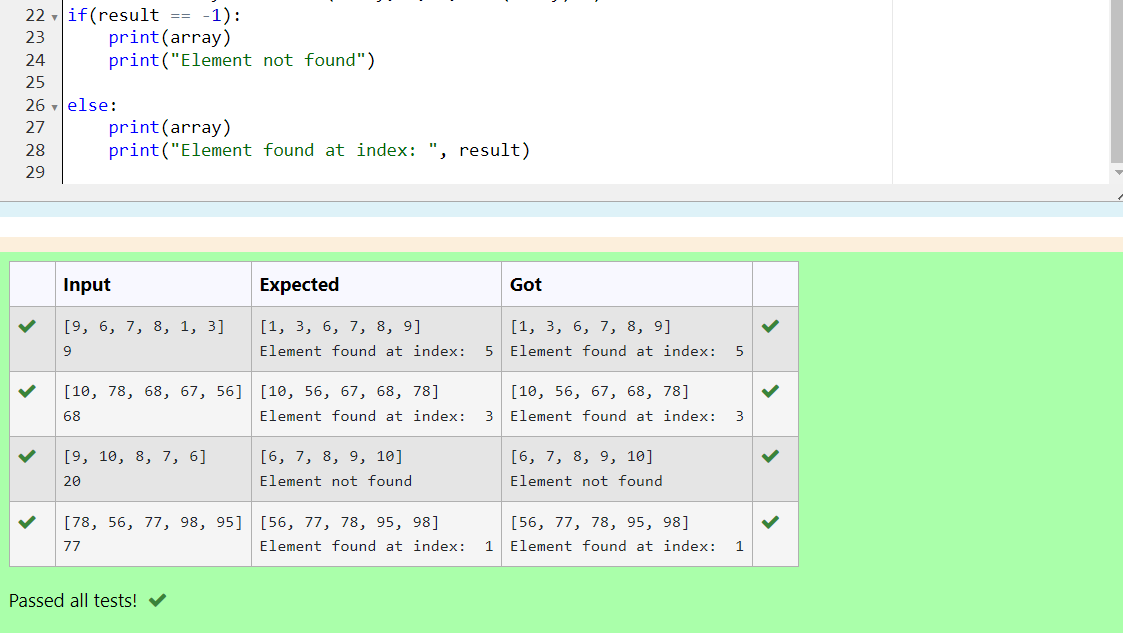 22 if(result == -1):
23 print(array)
24 print("Element not found")
25
26 else:
27 print(array)
28 print("Element found at index: ", result)
29
Input Expected Got
[9, 6, 7, 8, 1, 3] [1, 3, 6, 7, 8, 9] [1, 3, 6, 7, 8, 9]
9 Element found at index:  5 Element found at index:  5
[10, 78, 68, 67, 56] [10, 56, 67, 68, 78] [10, 56, 67, 68, 78]
68 Element found at index:  3 Element found at index:  3
[9, 10, 8, 7, 6] [6, 7, 8, 9, 10] [6, 7, 8, 9, 10]
20 Element not found Element not found
[78, 56, 77, 98, 95] [56, 77, 78, 95, 98] [56, 77, 78, 95, 98]
77 Element found at index:  1 Element found at index:  1
Passed all tests!